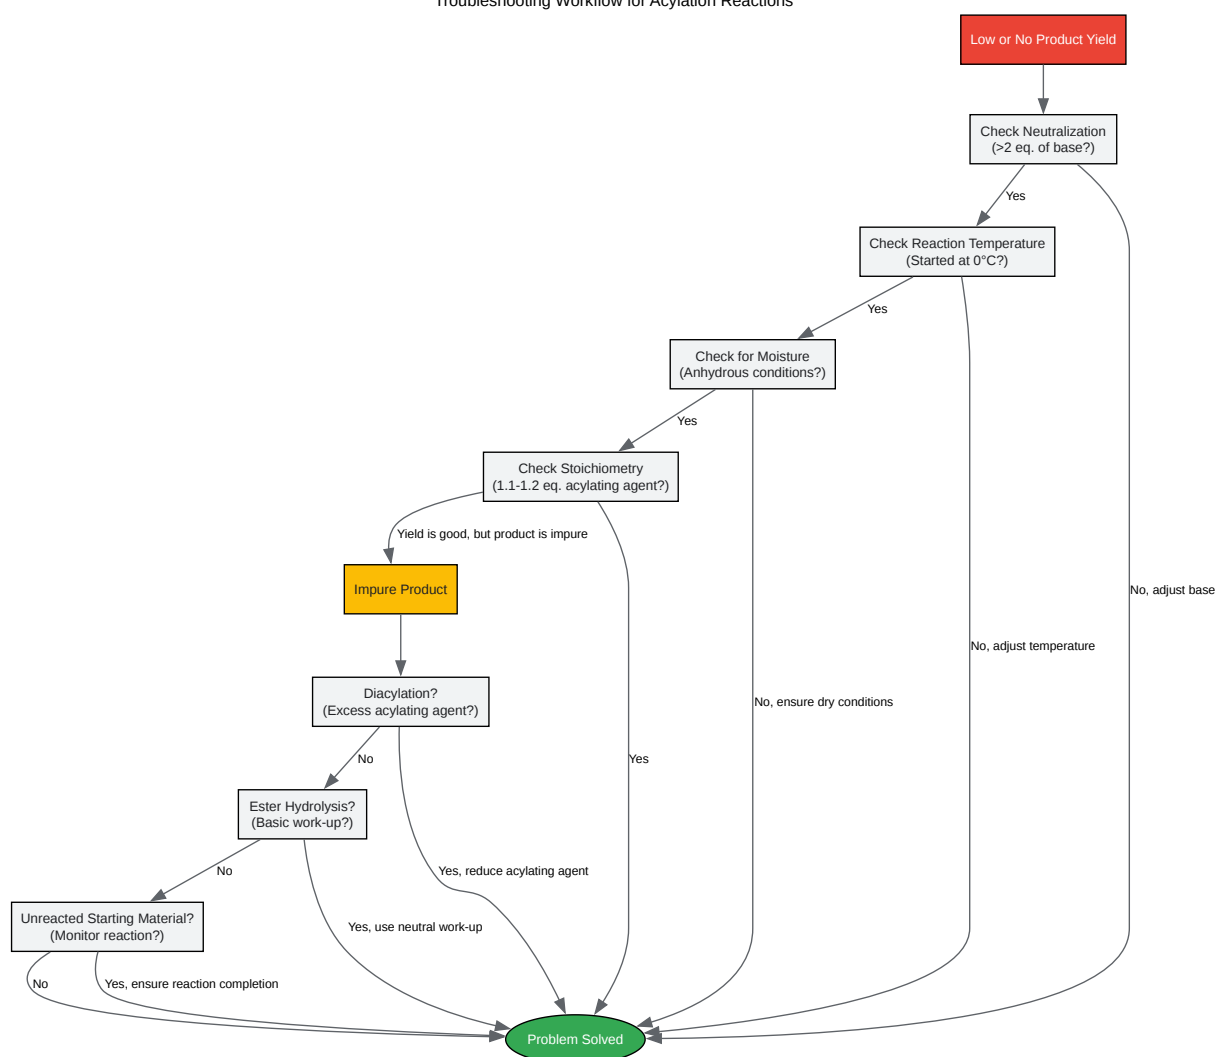 Troubleshooting Workflow for Acylation Reactions
Low or No Product Yield
Check Neutralization
(>2 eq. of base?)
Yes
Check Reaction Temperature
(Started at 0°C?)
Yes
Check for Moisture
(Anhydrous conditions?)
Yes
Check Stoichiometry
(1.1-1.2 eq. acylating agent?)
Yield is good, but product is impure
Impure Product
No, adjust base
No, adjust temperature
Diacylation?
(Excess acylating agent?)
No, ensure dry conditions
No
Yes
Ester Hydrolysis?
(Basic work-up?)
No
Yes, reduce acylating agent
Unreacted Starting Material?
(Monitor reaction?)
Yes, use neutral work-up
No
Yes, ensure reaction completion
Problem Solved